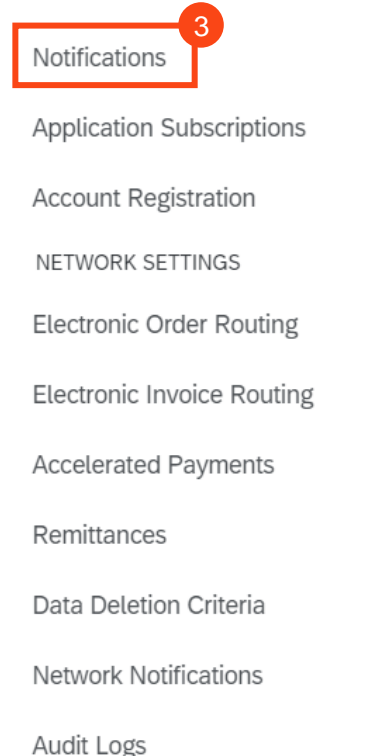 3
Notifications
Application Subscriptions
Account Registration
NETWORK SETTINGS
Electronic Order Routing
Electronic Invoice Routing
Accelerated Payments
Remittances
Data Deletion Criteria
Network Notifications
Audit Logs